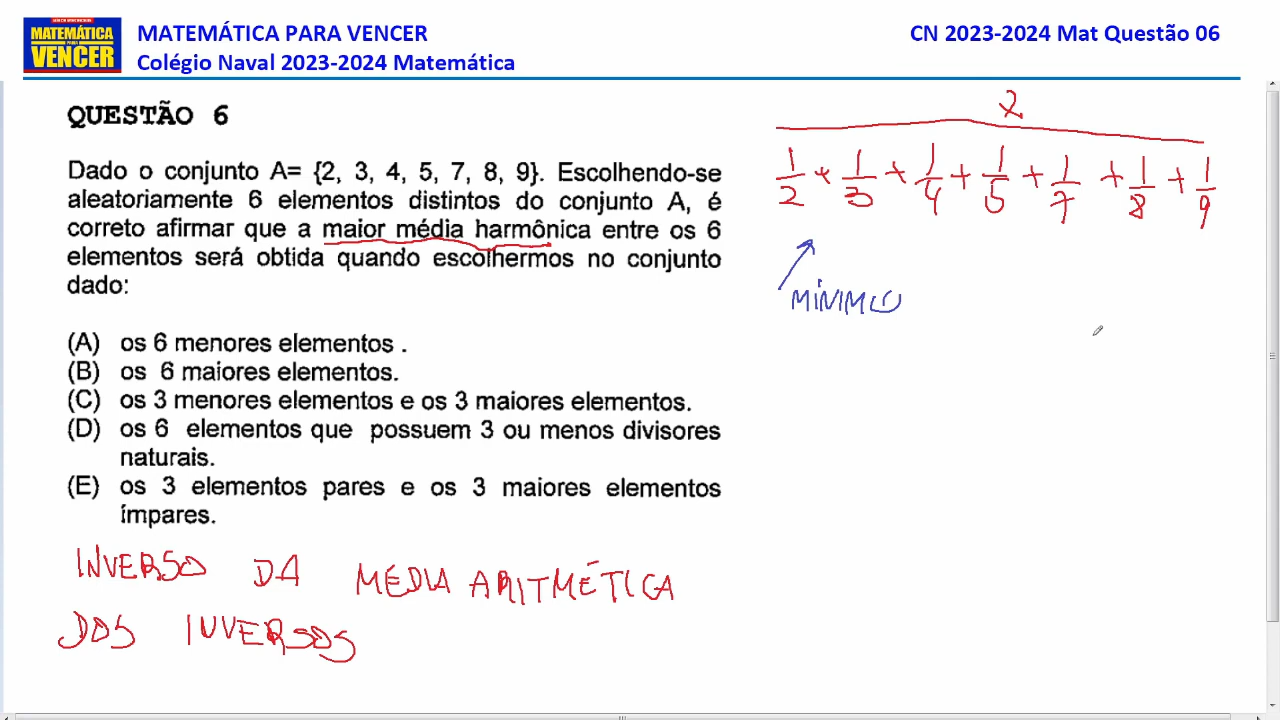 MATEMÁTICA
PARA
VENCER
MATEMÁTICA PARA VENCER
Colégio Naval 2023-2024 Matemática
CN 2023-2024 Mat Questão 06
QUESTÃO 6
Dado o conjunto A= {2, 3, 4, 5, 7, 8, 9}. Escolhendo-se
aleatoriamente 6 elementos distintos do conjunto A, é
correto afirmar que a maior média harmônica entre os 6
elementos será obtida quando escolhermos no conjunto
dado:
(A) os 6 menores elementos .
(B) os 6 maiores elementos.
(C) os 3 menores elementos e os 3 maiores elementos.
(D) os 6 elementos que possuem 3 ou menos divisores
naturais.
(E) os 3 elementos pares e os 3 maiores elementos
ímpares.
INVERSO DA MÉDIA ARITMÉTICA
DOS INVERSOS
1/2 + 1/3 + 1/4 + 1/5 + 1/7 + 1/8 + 1/9
MÍNIMO